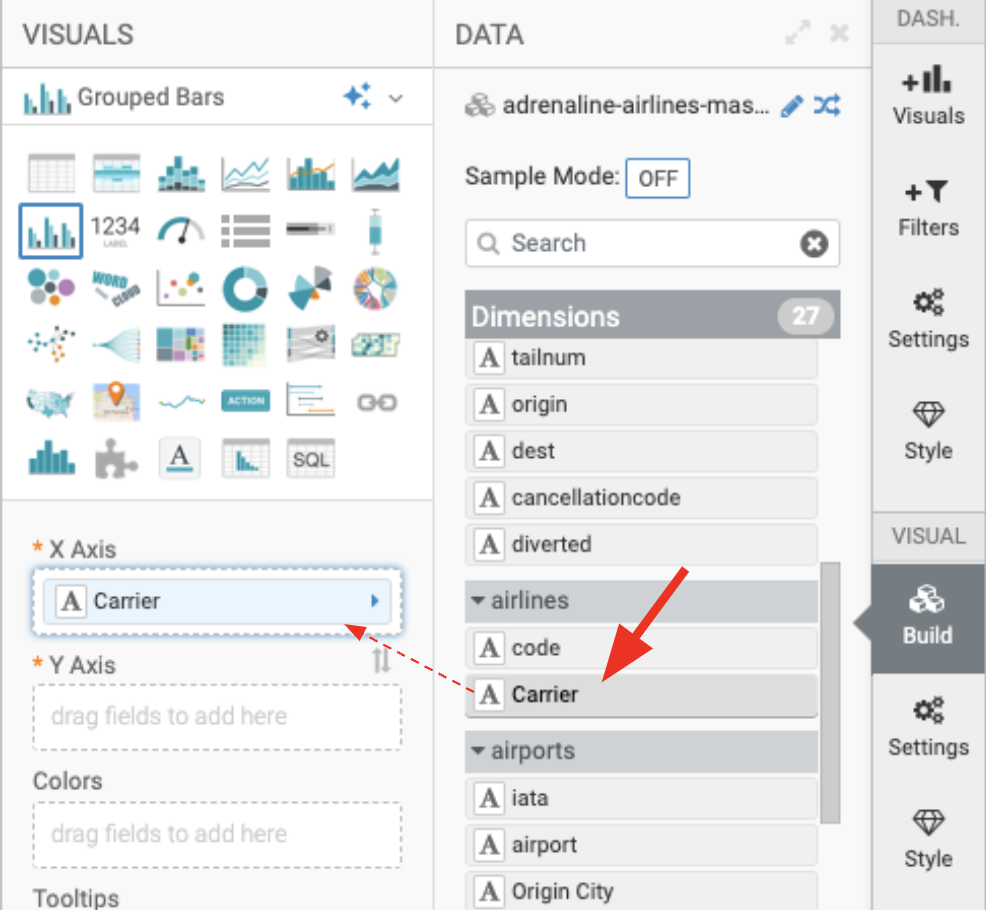 VISUALS
Grouped Bars
1234
LABEL
WORD
CLOUD
ACTION
A
SQL
* X Axis
A Carrier
* Y Axis
drag fields to add here
Colors
drag fields to add here
Tooltips
DATA
adrenaline-airlines-mas...
Sample Mode: OFF
Search
Dimensions 27
A tailnum
A origin
A dest
A cancellationcode
A diverted
airlines
A code
A Carrier
airports
A iata
A airport
A Origin City
DASH.
Visuals
Filters
Settings
Style
VISUAL
Build
Settings
Style